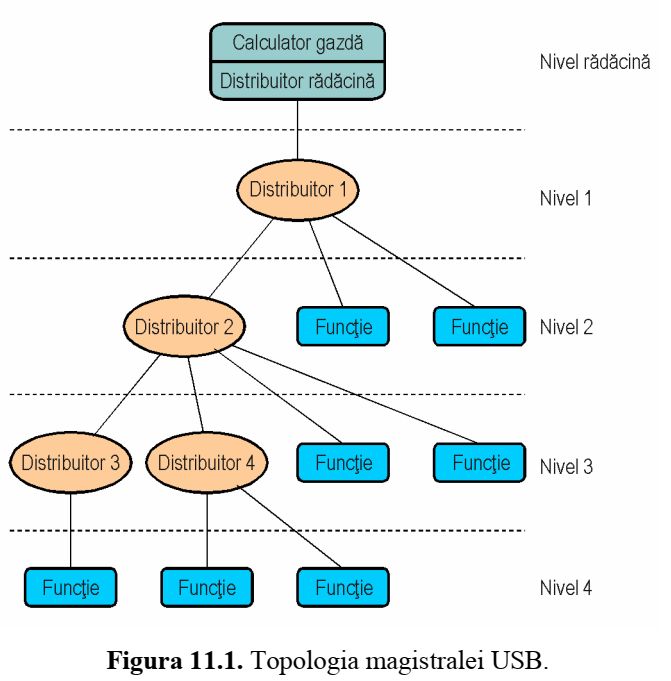 Calculator gazdă
Distribuitor rădăcină
Nivel rădăcină
Distribuitor 1
Nivel 1
Distribuitor 2
Funcţie
Funcţie
Nivel 2
Distribuitor 3
Distribuitor 4
Funcţie
Funcţie
Nivel 3
Funcţie
Funcţie
Funcţie
Nivel 4
Figura 11.1. Topologia magistralei USB.